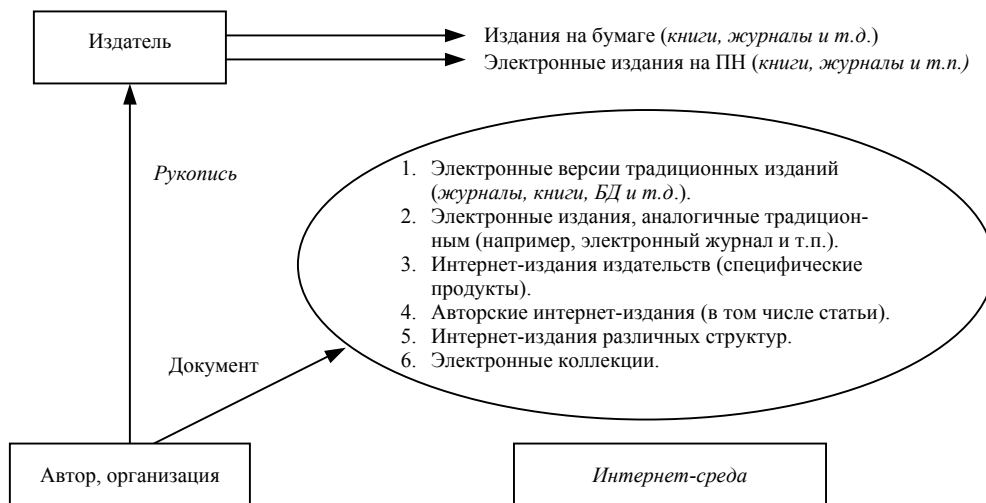 Издатель
Издания на бумаге (книги, журналы и т.д.)
Электронные издания на ПН (книги, журналы и т.п.)
Рукопись
1. Электронные версии традиционных изданий
(журналы, книги, БД и т.д.).
2. Электронные издания, аналогичные традицион-
ным (например, электронный журнал и т.п.).
3. Интернет-издания издательств (специфические
продукты).
4. Авторские интернет-издания (в том числе статьи).
5. Интернет-издания различных структур.
6. Электронные коллекции.
Документ
Автор, организация
Интернет-среда